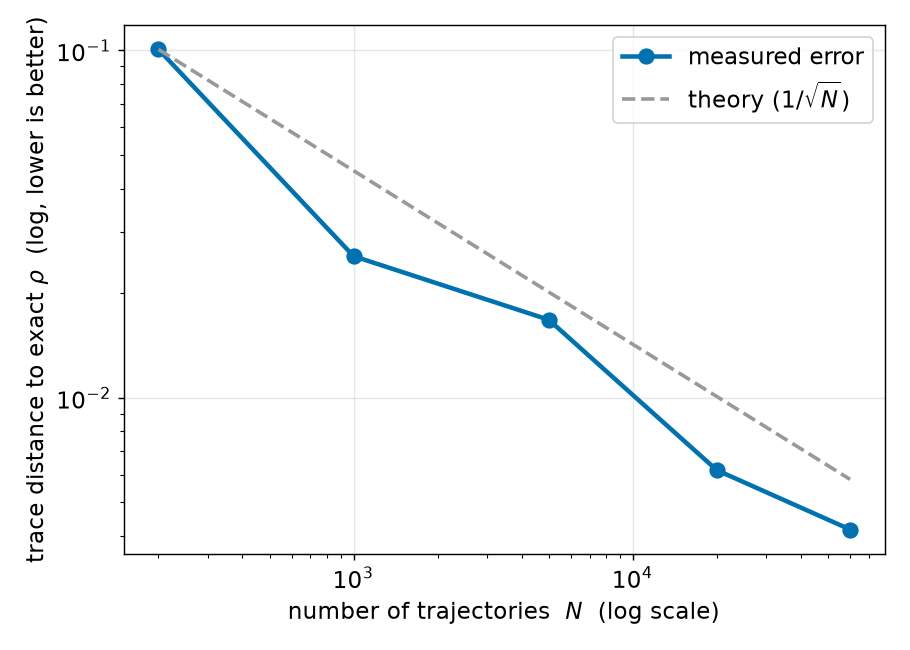 measured error
theory (1/√N)
10⁻¹
10⁻²
trace distance to exact ρ (log, lower is better)
10³
10⁴
number of trajectories N (log scale)